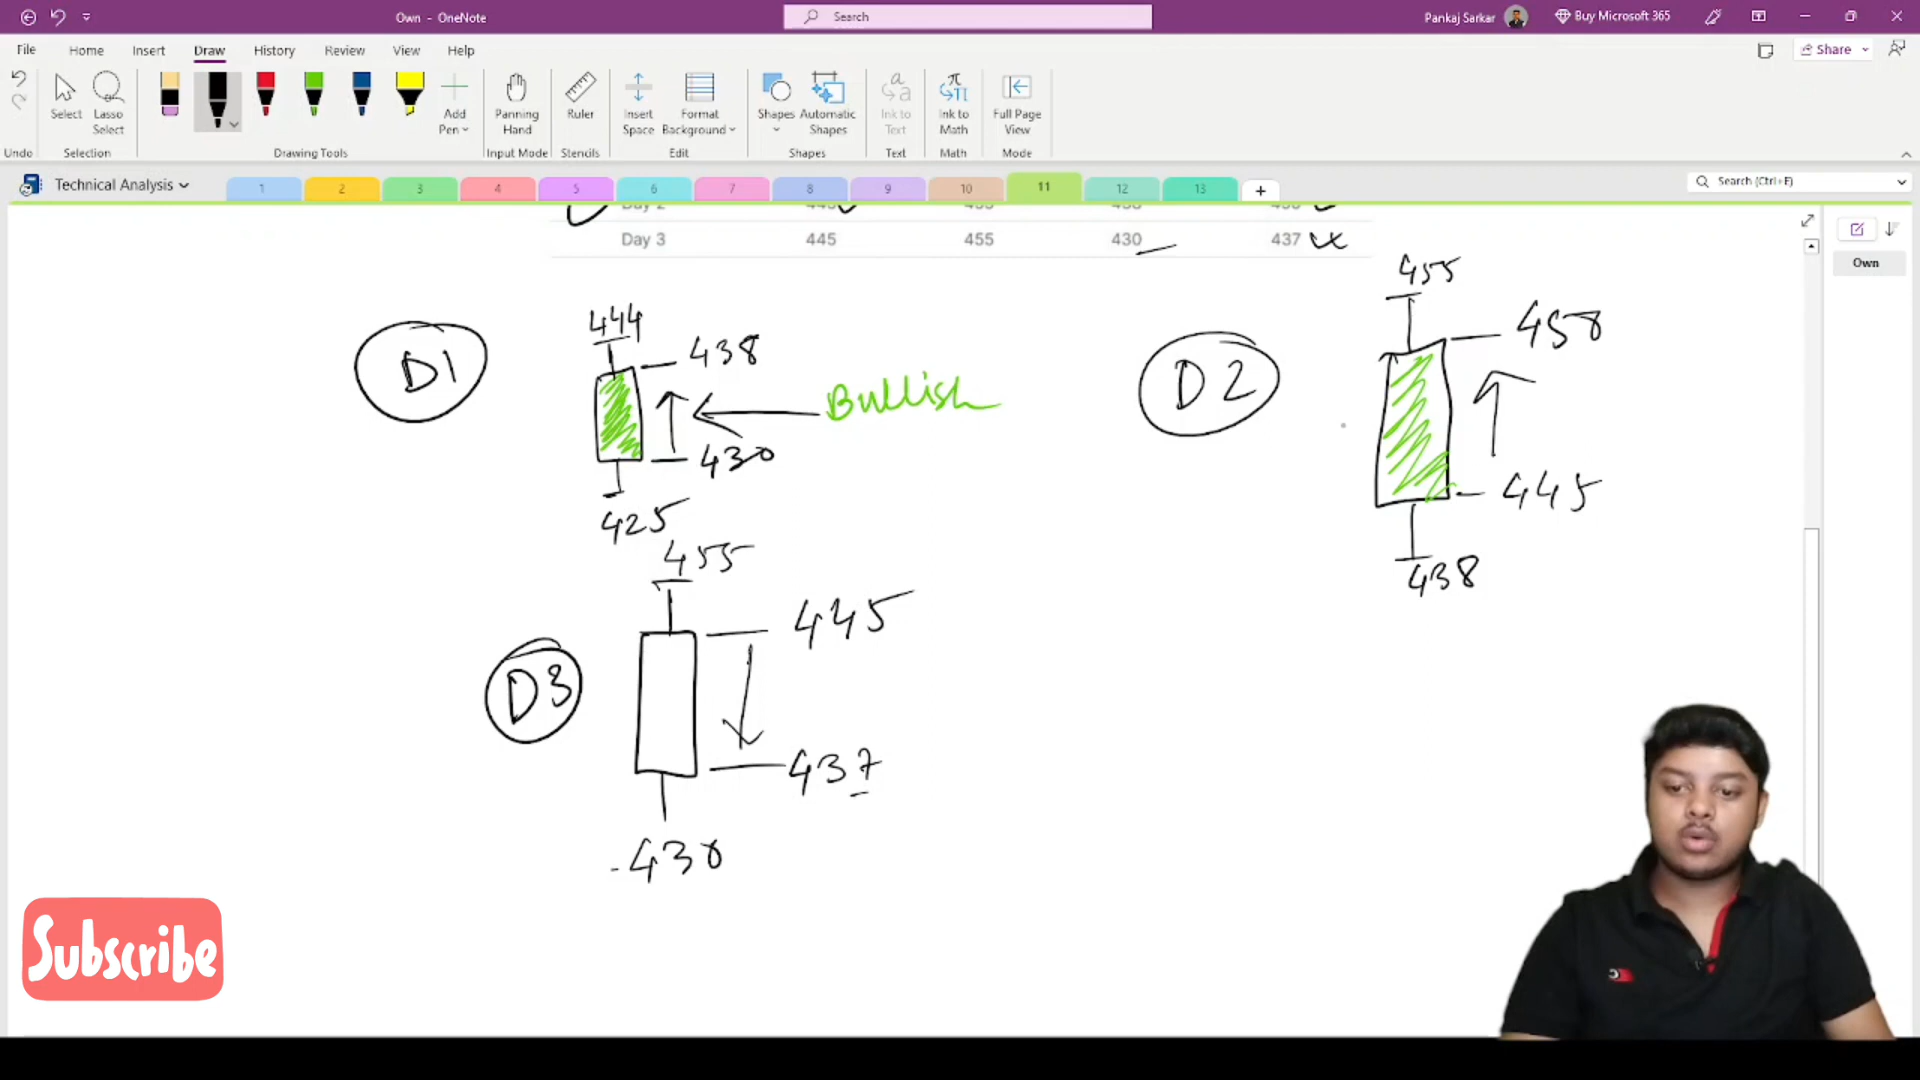 Own - OneNote
Search
Pankaj Sarkar
Buy Microsoft 365
File Home Insert Draw History Review View Help
Share
Select
Lasso Select
Add Pen
Panning Hand
Ruler
Insert Space
Format Background
Shapes
Automatic Shapes
Ink to Text
Ink to Math
Full Page View
Undo
Selection
Drawing Tools
Input Mode
Stencils
Edit
Shapes
Text
Math
Mode
Technical Analysis
1 2 3 4 5 6 7 8 9 10 11 12 13 +
Search (Ctrl+E)
Own
Day 2
Day 3 445 455 430 437
D1
444
438
430
425
Bullish
D2
455
450
445
438
D3
455
445
437
430
Subscribe